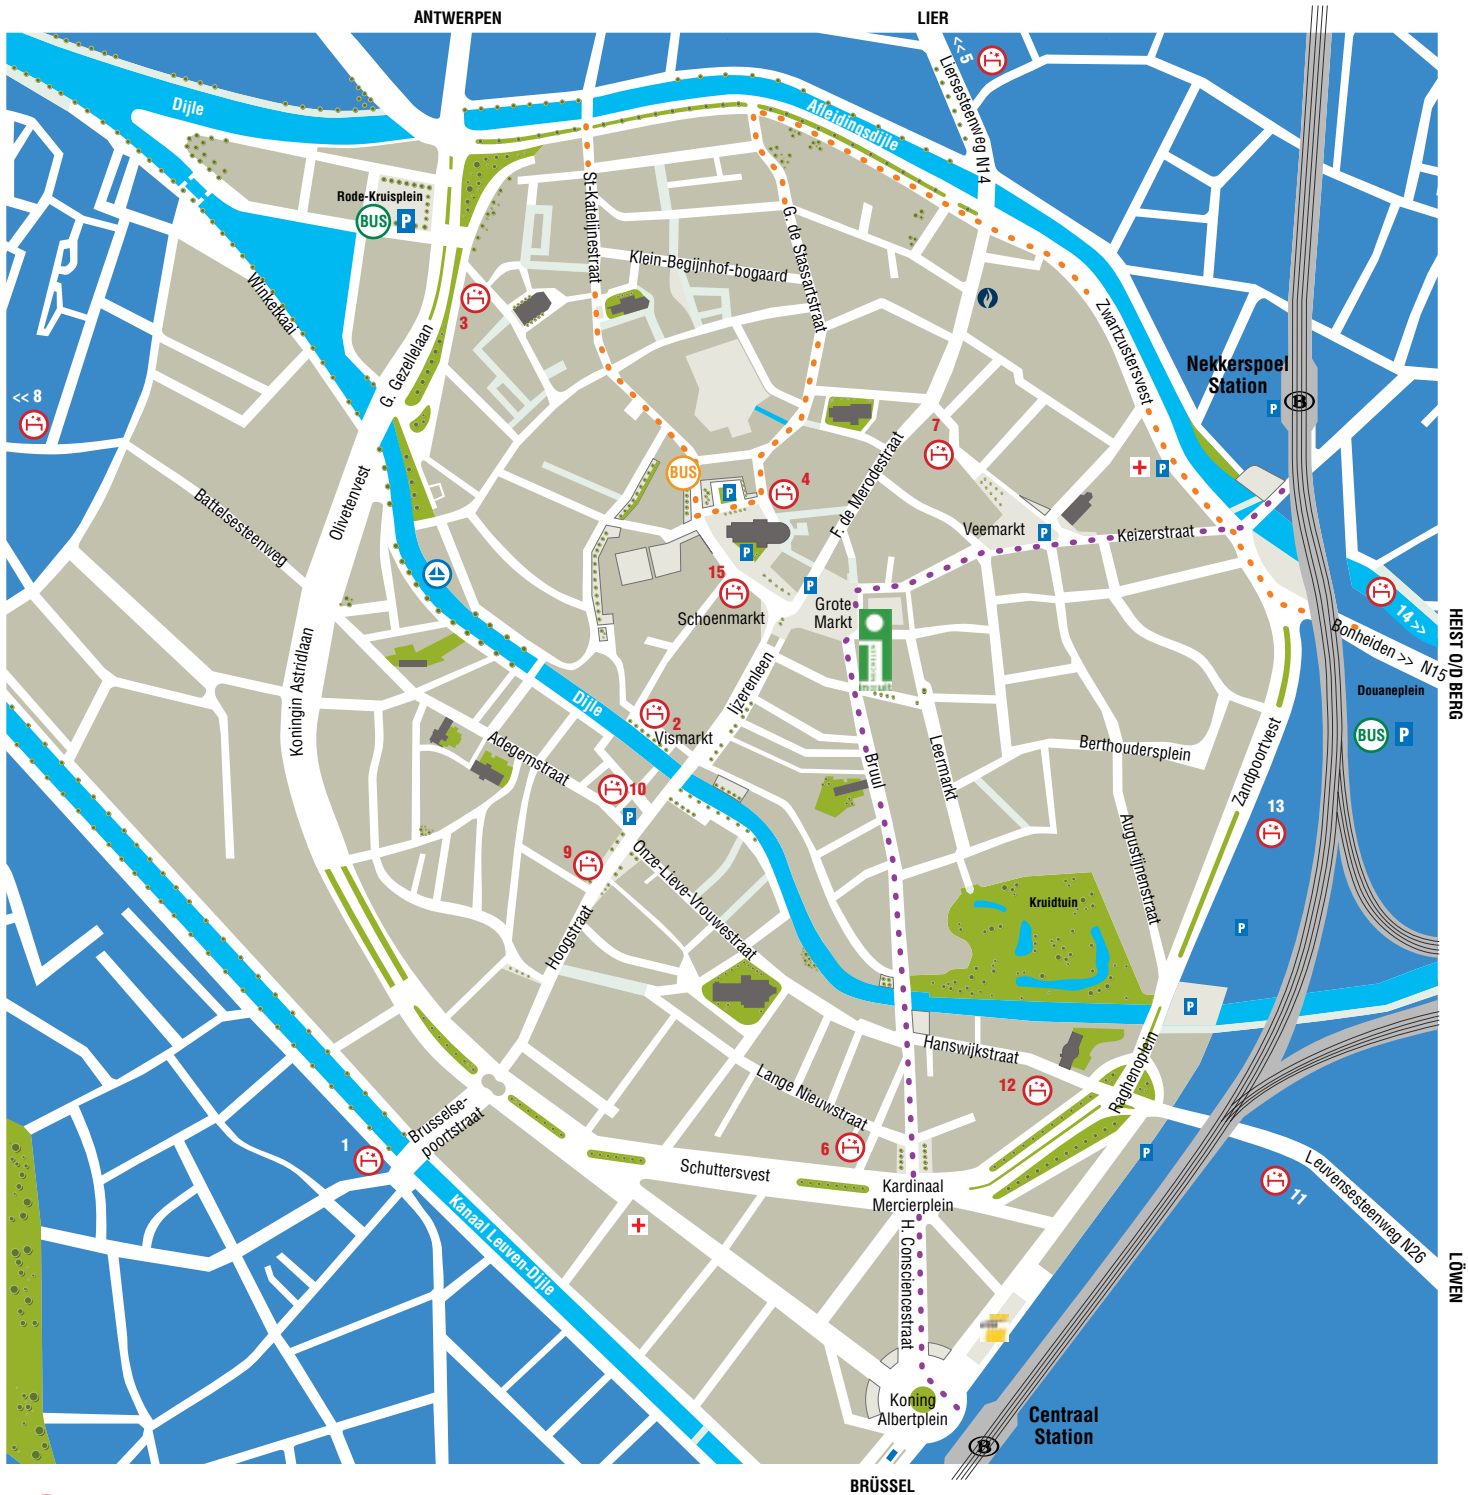 ANTWERPEN
LIER
<< 5
Liersesteenweg N14
Dijle
Afleidingsdijle
Rode-Kruisplein
BUS
P
St-Katelijnestraat
G. de Stassartstraat
Klein-Begijnhof-bogaard
Winketkaai
3
G. Gezellelaan
Zwartzustersvest
Nekkerspoel
Station
P
B
<< 8
7
Olivetenvest
Battelsesteenweg
BUS
P
4
F. de Merodestraat
P
Veemarkt
P
Keizerstraat
P
15
Schoenmarkt
P
Grote
Markt
MECHELEN
14 >>
Bonheiden >> N15
HEIST O/D BERG
Koningin Astridlaan
Ijzerenleen
Dijle
2
Vismarkt
Adegemstraat
10
P
9
Bruul
Leermarkt
Berthoudersplein
Douaneplein
BUS
P
Zandpoortvest
13
Augustijnenstraat
Onze-Lieve-Vrouwestraat
Hoogstraat
Kruidtuin
P
P
Hanswijkstraat
Raghenoplein
12
Lange Nieuwstraat
6
Brusselse-
poortstraat
1
Schuttersvest
Kardinaal
Mercierplein
P
11
Leuvensesteenweg N26
LÖWEN
Kanaal Leuven-Dijle
H. Consciencestraat
Koning
Albertplein
Centraal
Station
B
BRÜSSEL